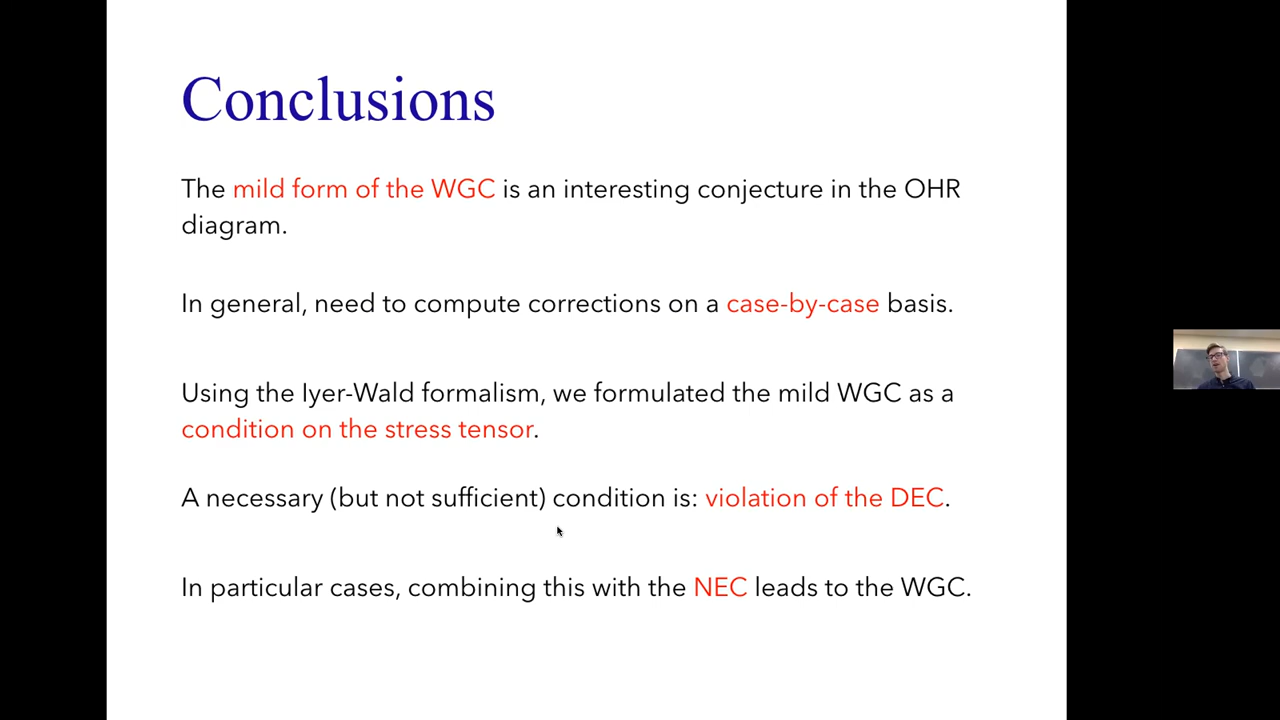 Conclusions
The mild form of the WGC is an interesting conjecture in the OHR
diagram.
In general, need to compute corrections on a case-by-case basis.
Using the Iyer-Wald formalism, we formulated the mild WGC as a
condition on the stress tensor.
A necessary (but not sufficient) condition is: violation of the DEC.
In particular cases, combining this with the NEC leads to the WGC.